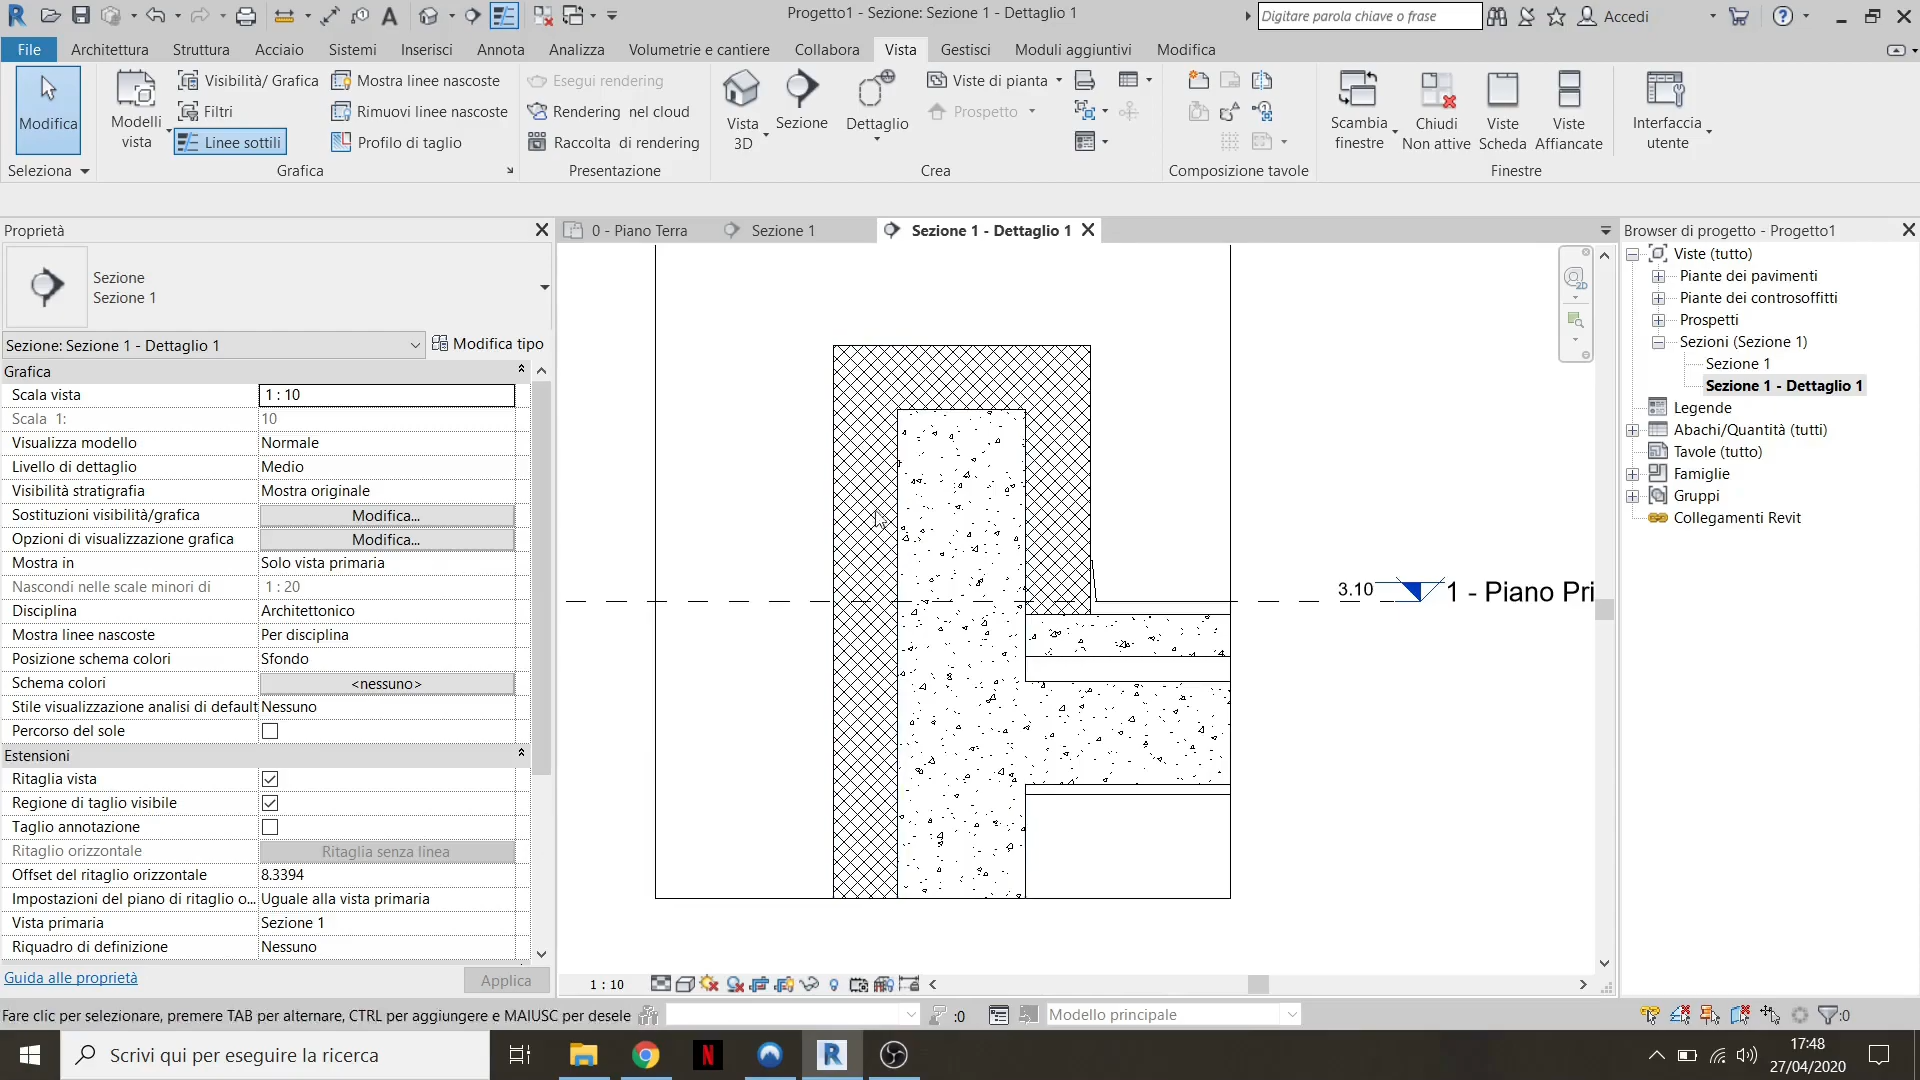 Progetto1 - Sezione: Sezione 1 - Dettaglio 1
Digitare parola chiave o frase
Accedi
File
Architettura
Struttura
Acciaio
Sistemi
Inserisci
Annota
Analizza
Volumetrie e cantiere
Collabora
Vista
Gestisci
Moduli aggiuntivi
Modifica
Modifica
Modelli
vista
Visibilità/ Grafica
Filtri
Linee sottili
Mostra linee nascoste
Rimuovi linee nascoste
Profilo di taglio
Esegui rendering
Rendering nel cloud
Raccolta di rendering
Vista
3D
Sezione
Dettaglio
Viste di pianta
Prospetto
Scambia
finestre
Chiudi
Non attive
Viste
Scheda
Viste
Affiancate
Interfaccia
utente
Seleziona
Grafica
Presentazione
Crea
Composizione tavole
Finestre
Proprietà
0 - Piano Terra
Sezione 1
Sezione 1 - Dettaglio 1
Browser di progetto - Progetto1
Sezione
Sezione 1
Sezione: Sezione 1 - Dettaglio 1
Modifica tipo
Grafica
Scala vista
1 : 10
Scala 1:
10
Visualizza modello
Normale
Livello di dettaglio
Medio
Visibilità stratigrafia
Mostra originale
Sostituzioni visibilità/grafica
Modifica...
Opzioni di visualizzazione grafica
Modifica...
Mostra in
Solo vista primaria
Nascondi nelle scale minori di
1 : 20
Disciplina
Architettonico
Mostra linee nascoste
Per disciplina
Posizione schema colori
Sfondo
Schema colori
<nessuno>
Stile visualizzazione analisi di default
Nessuno
Percorso del sole
Estensioni
Ritaglia vista
Regione di taglio visibile
Taglio annotazione
Ritaglio orizzontale
Ritaglia senza linea
Offset del ritaglio orizzontale
8.3394
Impostazioni del piano di ritaglio o...
Uguale alla vista primaria
Vista primaria
Sezione 1
Riquadro di definizione
Nessuno
Guida alle proprietà
Applica
2D
3.10
1 - Piano Pri
Viste (tutto)
Piante dei pavimenti
Piante dei controsoffitti
Prospetti
Sezioni (Sezione 1)
Sezione 1
Sezione 1 - Dettaglio 1
Legende
Abachi/Quantità (tutti)
Tavole (tutto)
Famiglie
Gruppi
Collegamenti Revit
1 : 10
Fare clic per selezionare, premere TAB per alternare, CTRL per aggiungere e MAIUSC per desele
:0
Modello principale
:0
Scrivi qui per eseguire la ricerca
17:48
27/04/2020